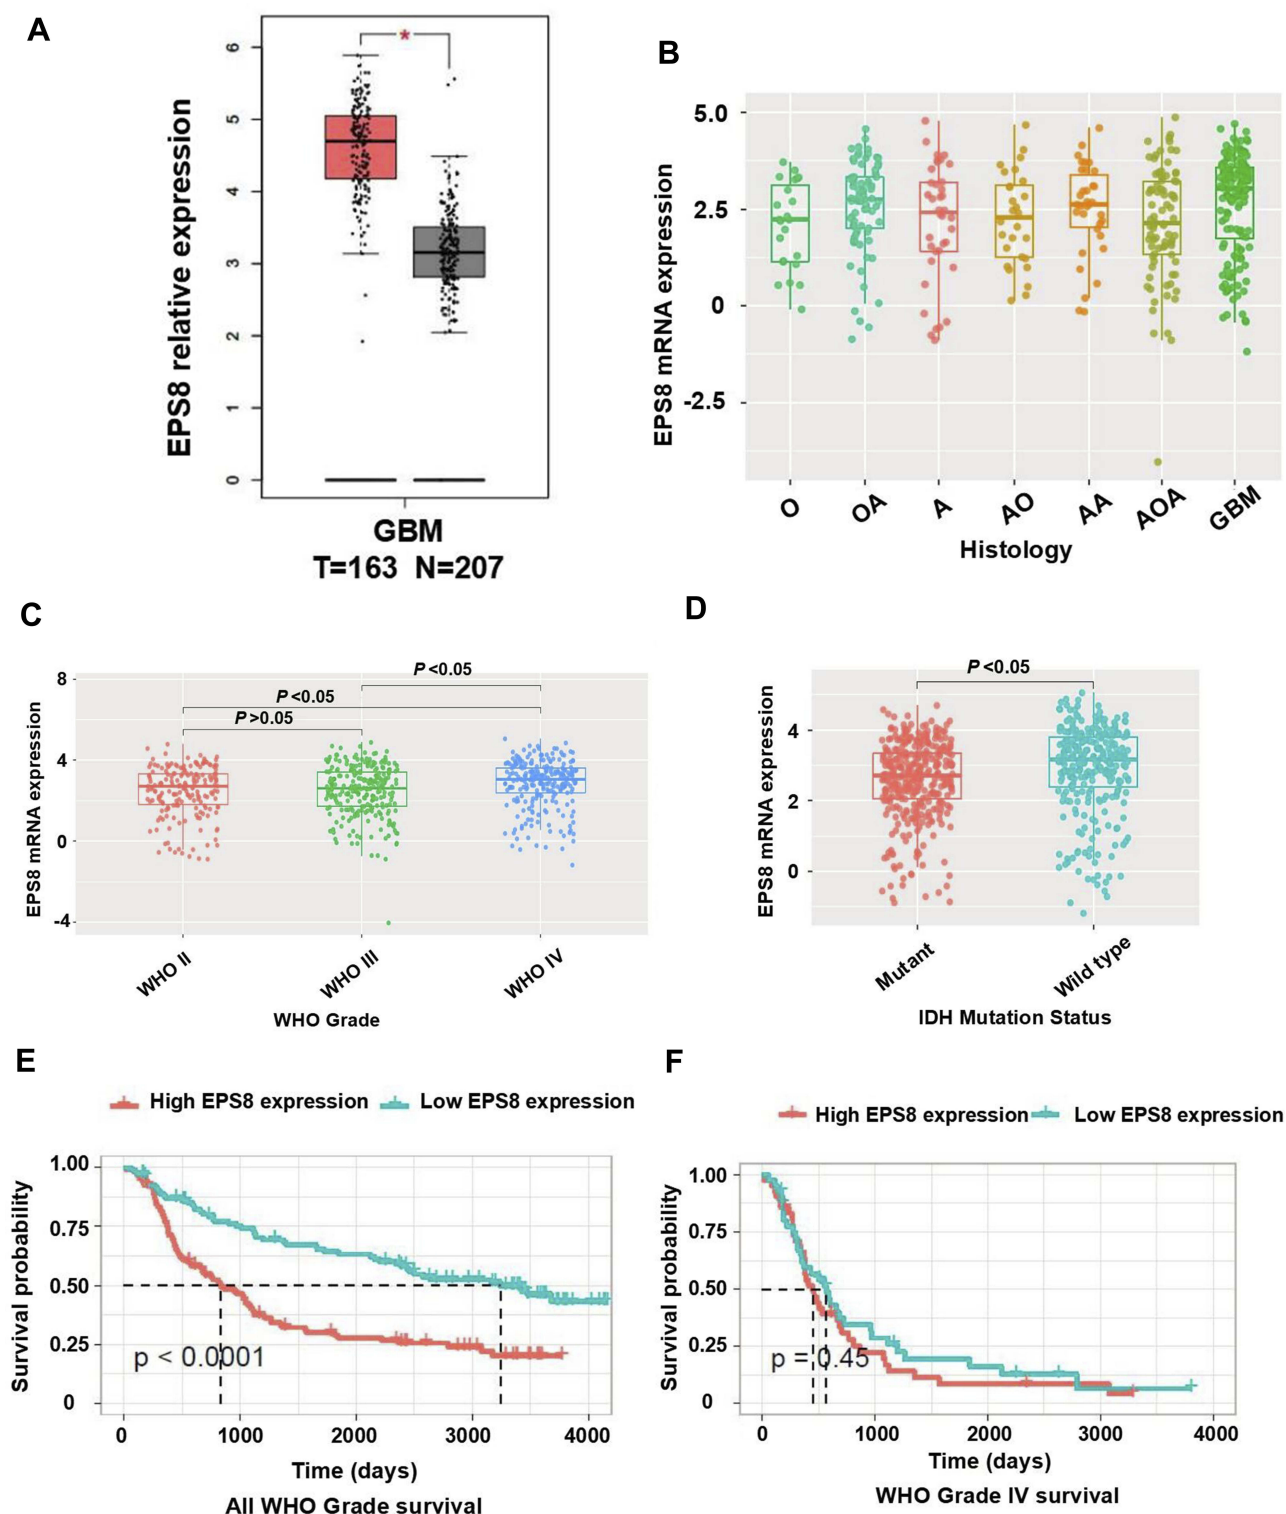 A
EPS8 relative expression
6
5
4
3
2
1
0
*
GBM
T=163 N=207
B
EPS8 mRNA expression
5.0
2.5
0
-2.5
O
OA
A
AO
AA
AOA
GBM
Histology
C
EPS8 mRNA expression
8
4
0
-4
P <0.05
P <0.05
P >0.05
WHO II
WHO III
WHO IV
WHO Grade
D
EPS8 mRNA expression
4
2
0
P <0.05
Mutant
Wild type
IDH Mutation Status
E
High EPS8 expression
Low EPS8 expression
Survival probability
1.00
0.75
0.50
0.25
0
p < 0.0001
0
1000
2000
3000
4000
Time (days)
All WHO Grade survival
F
High EPS8 expression
Low EPS8 expression
Survival probability
1.00
0.75
0.50
0.25
0
p = 0.45
0
1000
2000
3000
4000
Time (days)
WHO Grade IV survival